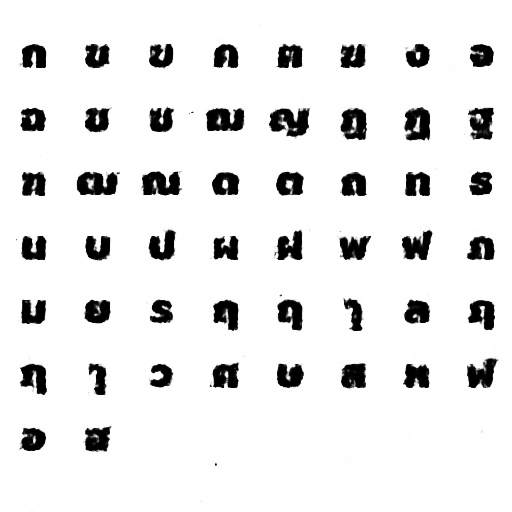 ก ข ฃ ค ฅ ฆ ง จ
ฉ ช ซ ฌ ญ ฎ ฏ ฐ
ฑ ฒ ณ ด ต ถ ท ธ
น บ ป ผ ฝ พ ฟ ภ
ม ย ร ฤ ฤ ๅ ล ฦ
ฦ ๅ ว ศ ษ ส ห ฬ
อ ฮ